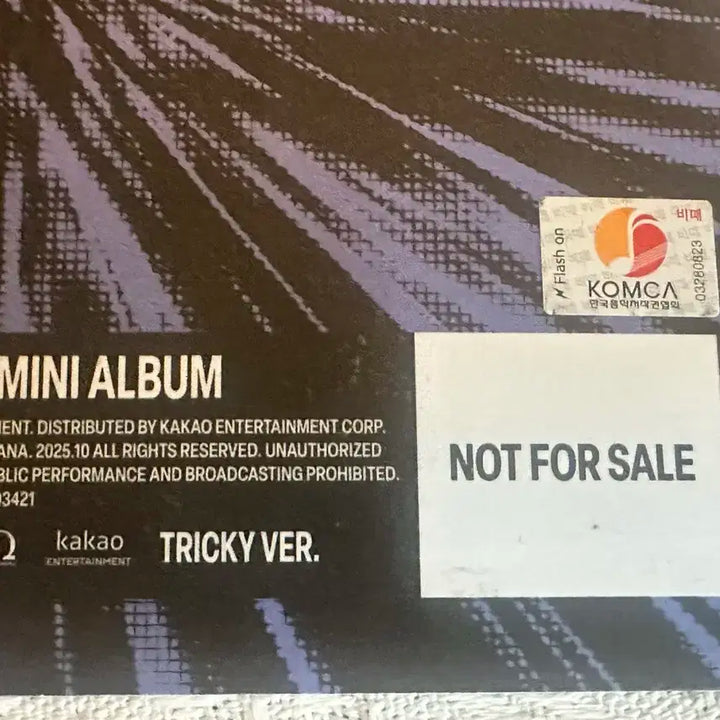 비매
Flash on
KOMCA
한국음악저작권협회
03280823
MINI ALBUM
MENT. DISTRIBUTED BY KAKAO ENTERTAINMENT CORP.
ANA. 2025.10 ALL RIGHTS RESERVED. UNAUTHORIZED
BLIC PERFORMANCE AND BROADCASTING PROHIBITED.
03421
NOT FOR SALE
kakao
ENTERTAINMENT
TRICKY VER.